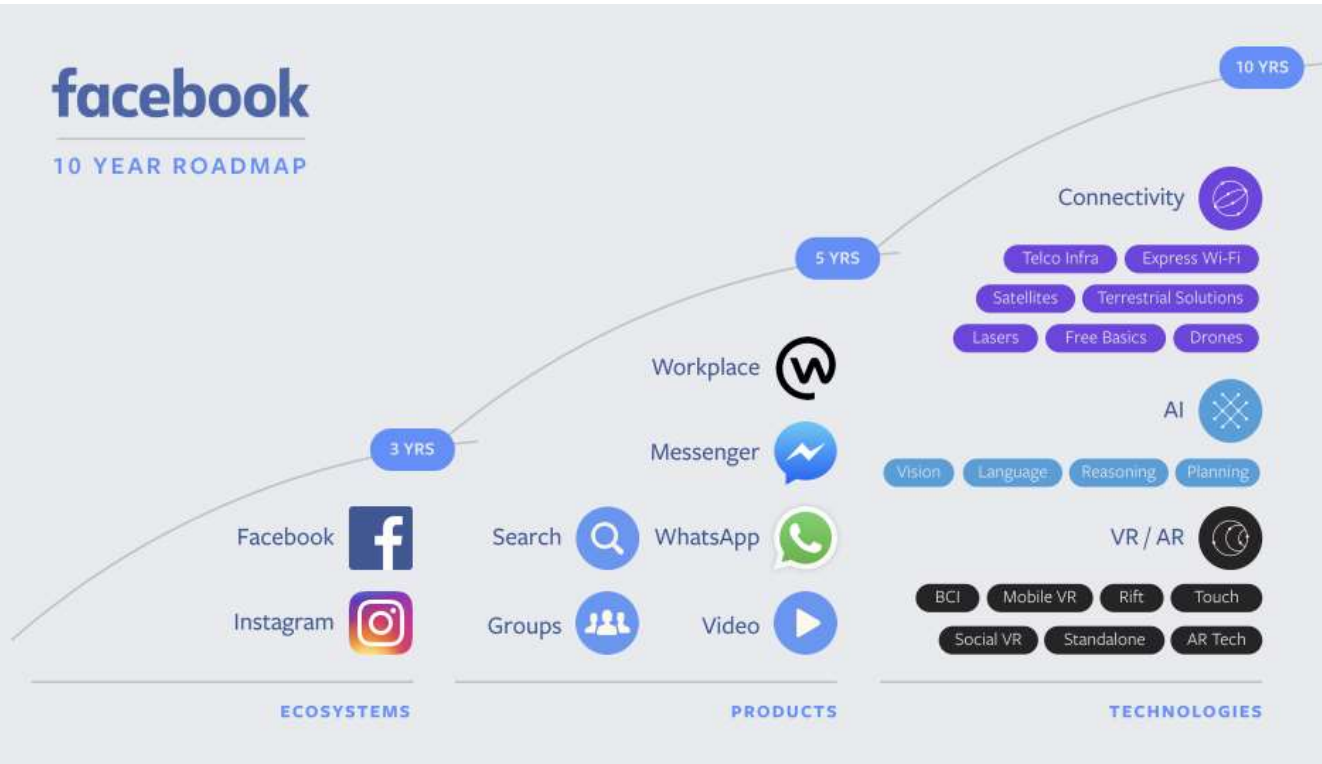 facebook
10 YEAR ROADMAP
3 YRS
Facebook
Instagram
ECOSYSTEMS
5 YRS
Workplace
Messenger
Search
WhatsApp
Groups
Video
PRODUCTS
10 YRS
Connectivity
Telco Infra Express Wi-Fi
Satellites Terrestrial Solutions
Lasers Free Basics Drones
AI
Vision Language Reasoning Planning
VR / AR
BCI Mobile VR Rift Touch
Social VR Standalone AR Tech
TECHNOLOGIES